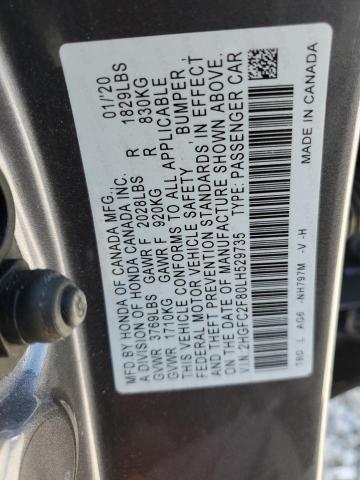 MFD BY HONDA OF CANADA MFG., 01/'20
A DIVISION OF HONDA CANADA INC.
GVWR 3769LBS GAWR F 2028LBS R 1829LBS
GVWR 1710KG GAWR F 920KG R 830KG
THIS VEHICLE CONFORMS TO ALL APPLICABLE
FEDERAL MOTOR VEHICLE SAFETY, BUMPER,
AND THEFT PREVENTION STANDARDS IN EFFECT
ON THE DATE OF MANUFACTURE SHOWN ABOVE.
V.I.N. 2HGFC2F80LH529735 TYPE: PASSENGER CAR
TBD L AG6 -NH797M -V -H MADE IN CANADA